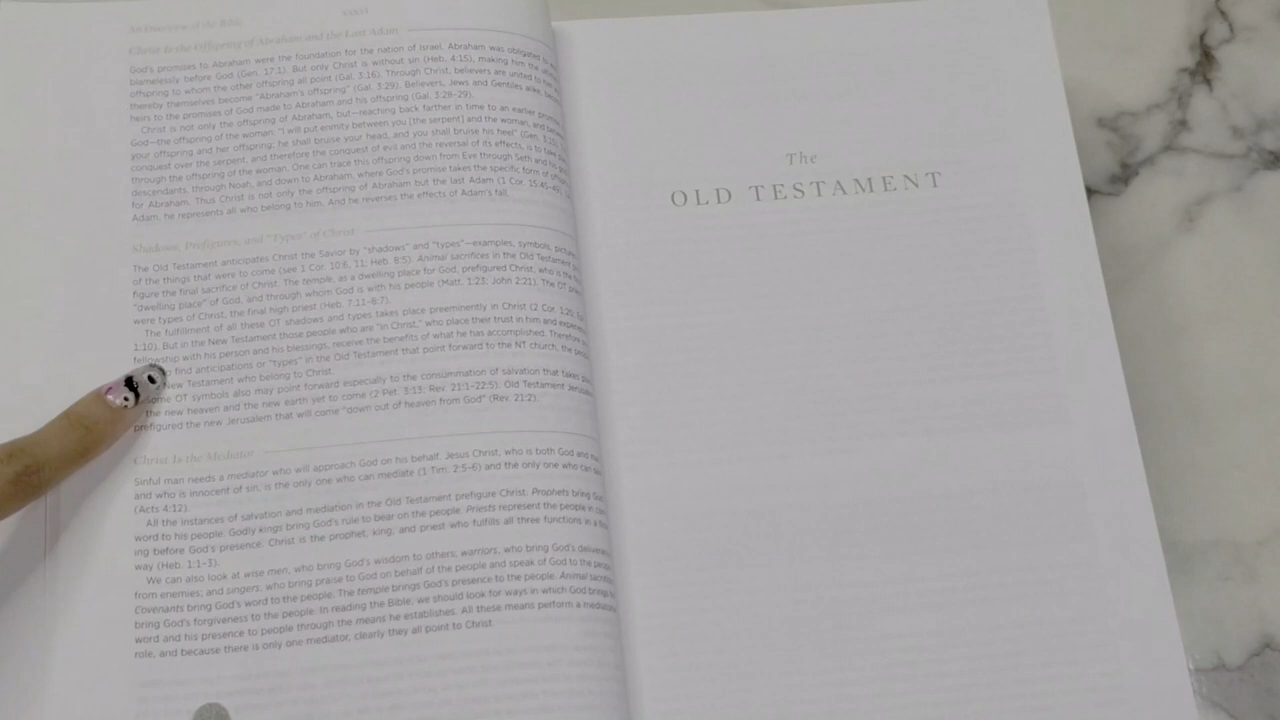 An Overview of the Bible
XXXVI
Christ Is the Offspring of Abraham and the Last Adam
God's promises to Abraham were the foundation for the nation of Israel. Abraham was obligated to
blamelessly before God (Gen. 17:1). But only Christ is without sin (Heb. 4:15), making him the
offspring to whom the other offspring all point (Gal. 3:16). Through Christ, believers are united to
thereby themselves become "Abraham's offspring" (Gal. 3:29). Believers, Jews and Gentiles alike,
heirs to the promises of God made to Abraham and his offspring (Gal. 3:28–29).
Christ is not only the offspring of Abraham, but—reaching back farther in time to an earlier
God—the offspring of the woman: "I will put enmity between you [the serpent] and the woman, and
your offspring and her offspring; he shall bruise your head, and you shall bruise his heel" (Gen. 3:15).
conquest over the serpent, and therefore the conquest of evil and the reversal of its effects, is to
through the offspring of the woman. One can trace this offspring down from Eve through Seth and his
descendants, through Noah, and down to Abraham, where God's promise takes the specific form of
for Abraham. Thus Christ is not only the offspring of Abraham but the last Adam (1 Cor. 15:45–49).
Adam, he represents all who belong to him. And he reverses the effects of Adam's fall.
Shadows, Prefigures, and "Types" of Christ
The Old Testament anticipates Christ the Savior by "shadows" and "types"—examples, symbols,
of the things that were to come (see 1 Cor. 10:6, 11; Heb. 8:5). Animal sacrifices in the Old Testament
figure the final sacrifice of Christ. The temple, as a dwelling place for God, prefigured Christ, who is the
"dwelling place" of God, and through whom God is with his people (Matt. 1:23; John 2:21). The OT
were types of Christ, the final high priest (Heb. 7:11–8:7).
The fulfillment of all these OT shadows and types takes place preeminently in Christ (2 Cor. 1:20;
1:10). But in the New Testament those people who are "in Christ," who place their trust in him and
fellowship with his person and his blessings, receive the benefits of what he has accomplished. Therefore
to find anticipations or "types" in the Old Testament that point forward to the NT church, the
New Testament who belong to Christ.
Some OT symbols also may point forward especially to the consummation of salvation that takes
the new heaven and the new earth yet to come (2 Pet. 3:13; Rev. 21:1–22:5). Old Testament
prefigured the new Jerusalem that will come "down out of heaven from God" (Rev. 21:2).
Christ Is the Mediator
Sinful man needs a mediator who will approach God on his behalf. Jesus Christ, who is both God and
and who is innocent of sin, is the only one who can mediate (1 Tim. 2:5–6) and the only one who can
(Acts 4:12).
All the instances of salvation and mediation in the Old Testament prefigure Christ. Prophets bring
word to his people. Godly kings bring God's rule to bear on the people. Priests represent the people in
ing before God's presence. Christ is the prophet, king, and priest who fulfills all three functions in a
way (Heb. 1:1–3).
We can also look at wise men, who bring God's wisdom to others; warriors, who bring God's
from enemies; and singers, who bring praise to God on behalf of the people and speak of God to the
Covenants bring God's word to the people. The temple brings God's presence to the people. Animal
bring God's forgiveness to the people. In reading the Bible, we should look for ways in which God brings
word and his presence to people through the means he establishes. All these means perform a
role, and because there is only one mediator, clearly they all point to Christ.
The
OLD TESTAMENT